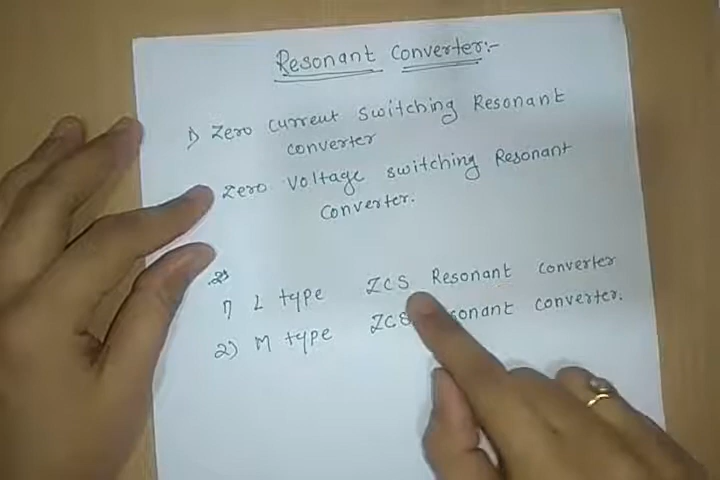 Resonant Converter:-
1) Zero current switching Resonant
converter
Zero Voltage switching Resonant
Converter.
1) L type ZCS Resonant converter
2) M type ZCS converter.